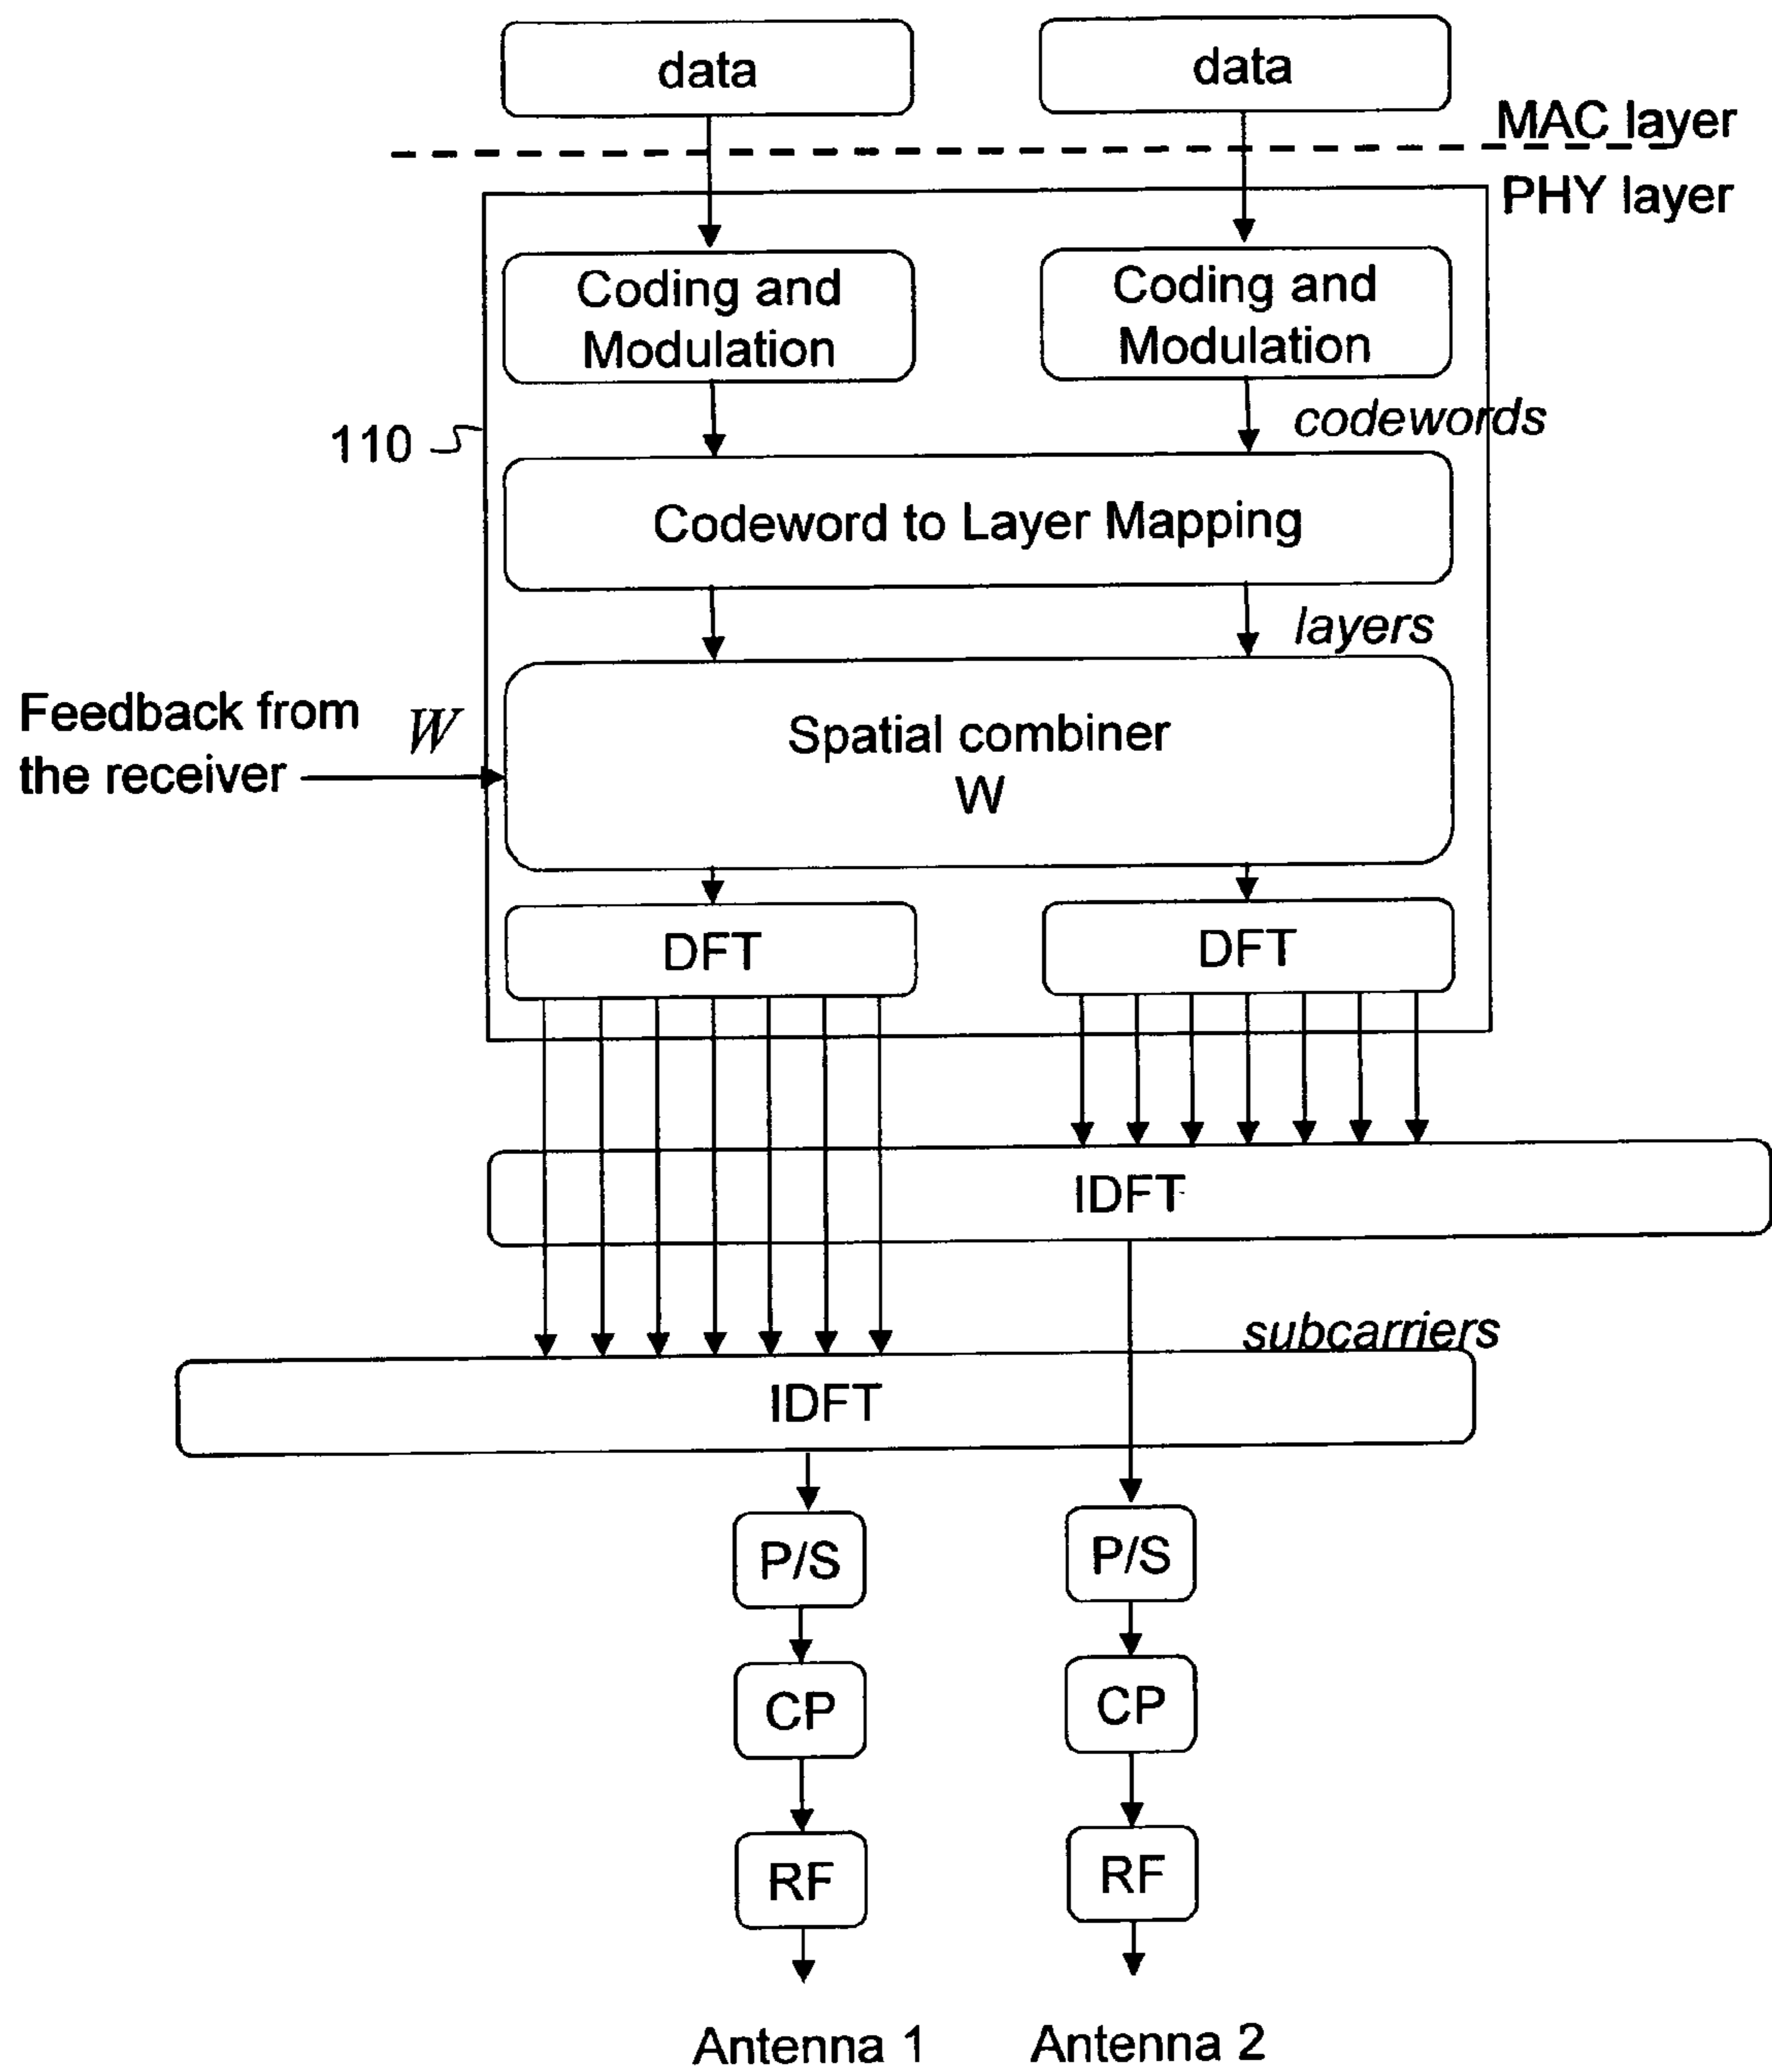 data
data
MAC layer
PHY layer
Coding and
Modulation
Coding and
Modulation
codewords
110
Codeword to Layer Mapping
layers
Feedback from
the receiver
W
Spatial combiner
W
DFT
DFT
IDFT
subcarriers
IDFT
P/S
P/S
CP
CP
RF
RF
Antenna 1
Antenna 2